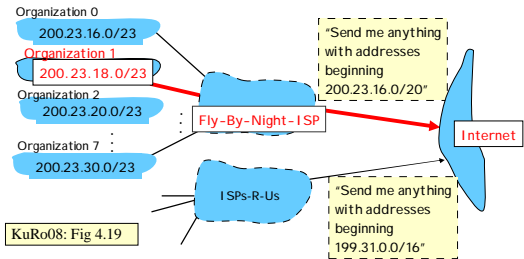 Organization 0
200.23.16.0/23
Organization 1
200.23.18.0/23
Organization 2
200.23.20.0/23
Organization 7
200.23.30.0/23
Fly-By-Night-ISP
"Send me anything
with addresses
beginning
200.23.16.0/20"
Internet
ISPs-R-Us
"Send me anything
with addresses
beginning
199.31.0.0/16"
KuRo08: Fig 4.19